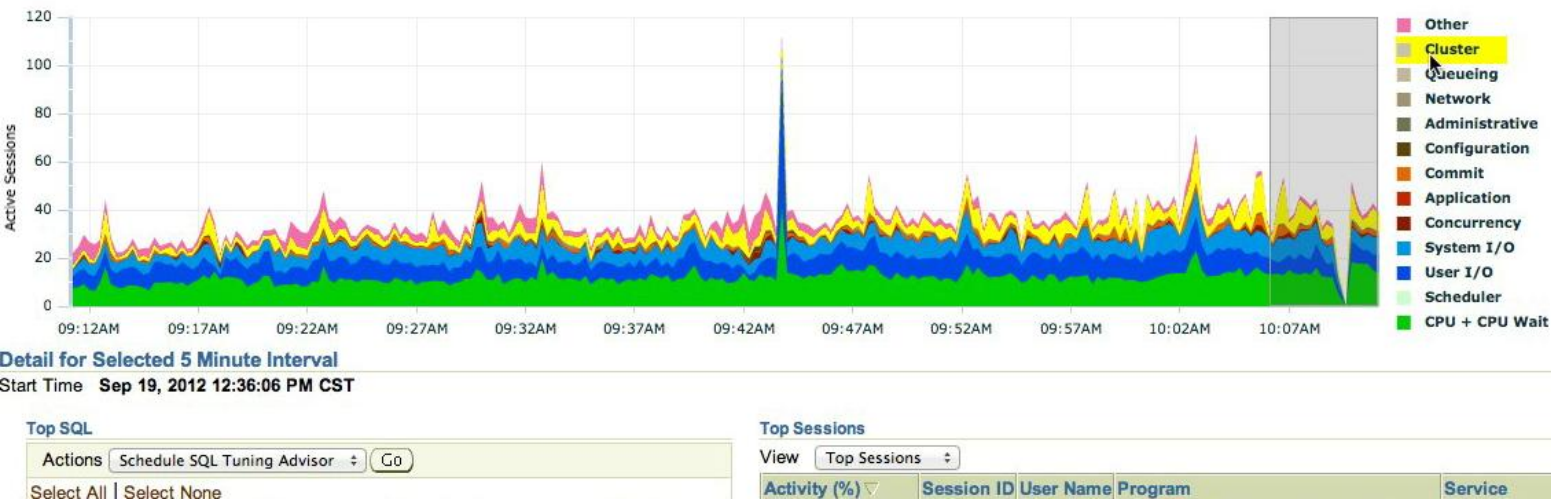 120
100
80
60
40
20
0
Active Sessions
09:12AM 09:17AM 09:22AM 09:27AM 09:32AM 09:37AM 09:42AM 09:47AM 09:52AM 09:57AM 10:02AM 10:07AM
Other
Cluster
Queueing
Network
Administrative
Configuration
Commit
Application
Concurrency
System I/O
User I/O
Scheduler
CPU + CPU Wait
Detail for Selected 5 Minute Interval
Start Time Sep 19, 2012 12:36:06 PM CST
Top SQL
Actions Schedule SQL Tuning Advisor Go
Select All | Select None
Top Sessions
View Top Sessions
Activity (%) Session ID User Name Program Service